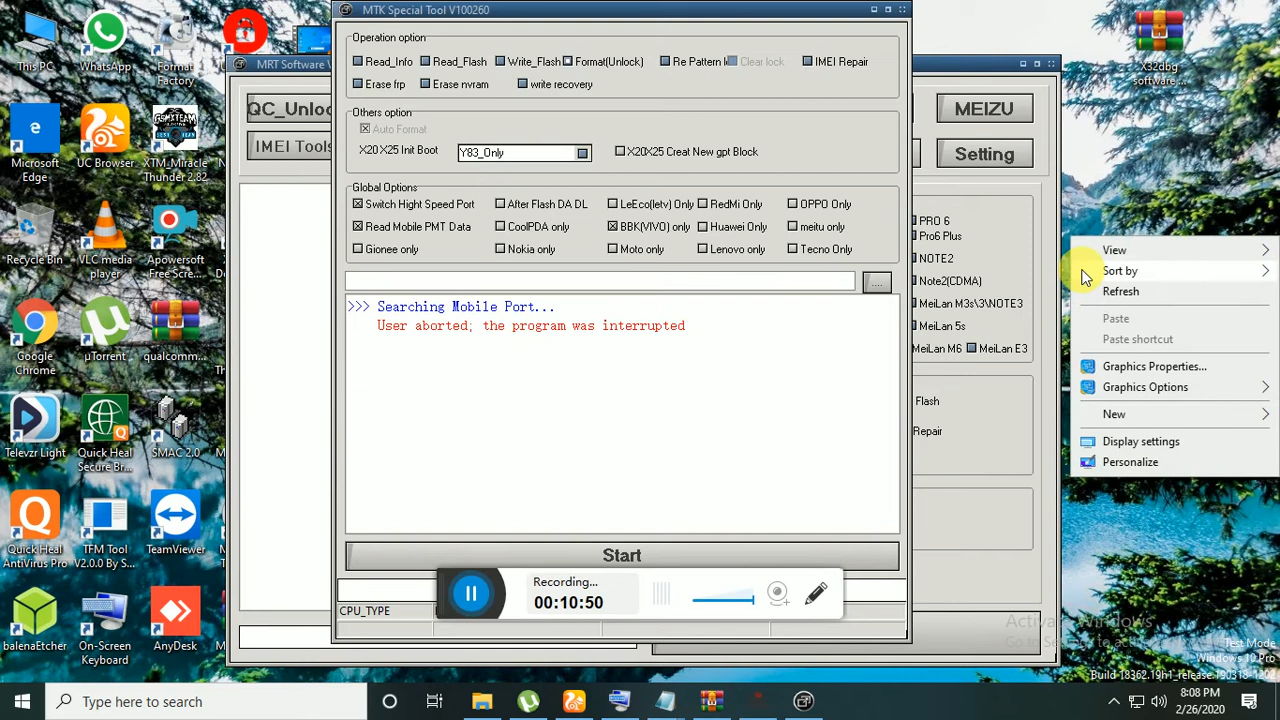 This PC
WhatsApp
Format Factory
MTK Special Tool V100260
Operation option
Read_Info
Read_Flash
Write_Flash
Format(Unlock)
Re Pattern l
Clear lock
IMEI Repair
Erase frp
Erase nvram
write recovery
Others option
Auto Format
X20 X25 Init Boot
Y83_Only
X20X25 Creat New gpt Block
Global Options
Switch Hight Speed Port
After Flash DA DL
LeEco(letv) Only
RedMi Only
OPPO Only
Read Mobile PMT Data
CoolPDA only
BBK(VIVO) only
Huawei Only
meitu only
Gionee only
Nokia only
Moto only
Lenovo only
Tecno Only
....
>>> Searching Mobile Port...
User aborted; the program was interrupted
Start
Recording...
00:10:50
CPU_TYPE
MRT Software V
QC_Unlo
IMEI Tools
MEIZU
Setting
PRO 6
Pro6 Plus
NOTE2
Note2(CDMA)
MeiLan M3s\3\NOTE3
MeiLan 5s
MeiLan M6
MeiLan E3
Flash
Repair
X32dbg
software ...
View
Sort by
Refresh
Paste
Paste shortcut
Graphics Properties...
Graphics Options
New
Display settings
Personalize
Microsoft Edge
UC Browser
XTM-Miracle Thunder 2.82
Recycle Bin
VLC media player
Apowersoft Free Scre...
Google Chrome
µTorrent
qualcomm...
Televzr Light
Quick Heal Secure Br...
SMAC 2.0
Quick Heal AntiVirus Pro
TFM Tool V2.0.0 By S...
TeamViewer
balenaEtcher
On-Screen Keyboard
AnyDesk
Activate Windows
Test Mode
Windows 10 Pro
Build 18362.19h1_release.190318-1202
Type here to search
8:08 PM
2/26/2020